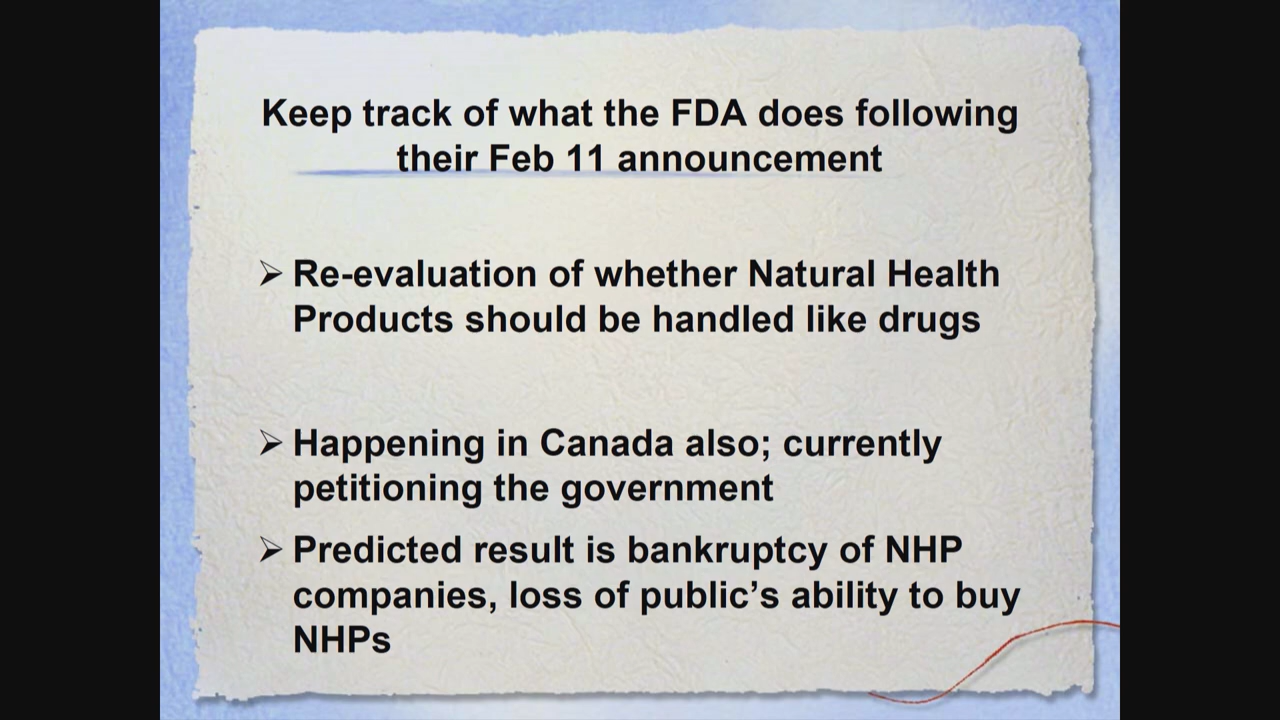 Keep track of what the FDA does following
their Feb 11 announcement
➢ Re-evaluation of whether Natural Health
Products should be handled like drugs
➢ Happening in Canada also; currently
petitioning the government
➢ Predicted result is bankruptcy of NHP
companies, loss of public’s ability to buy
NHPs